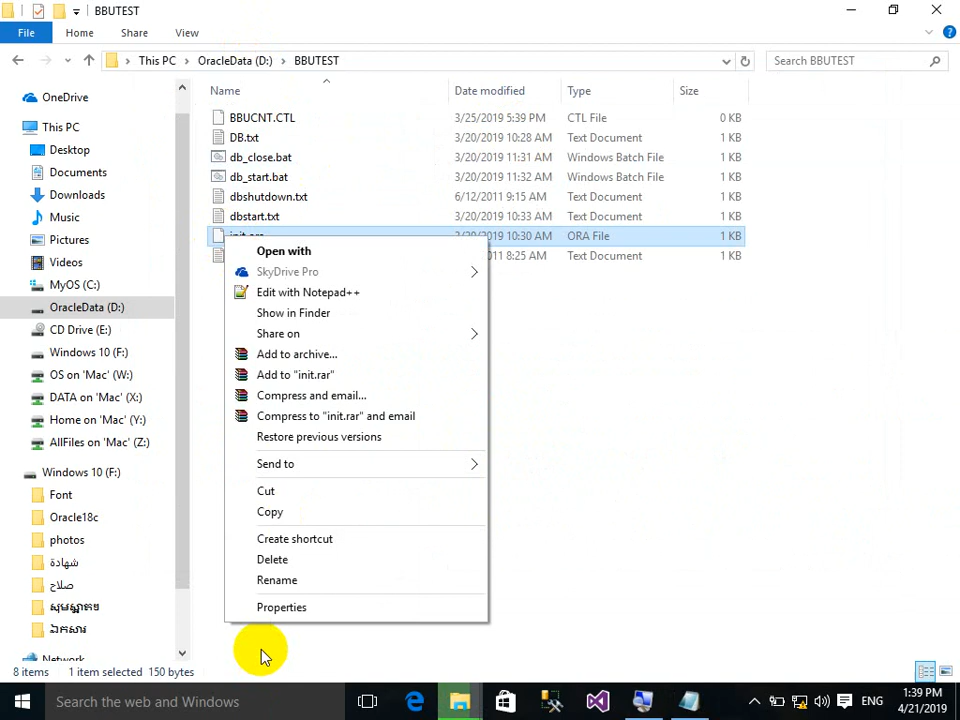 BBUTEST
File Home Share View
This PC OracleData (D:) BBUTEST
Search BBUTEST
Name Date modified Type Size
OneDrive
This PC
Desktop
Documents
Downloads
Music
Pictures
Videos
MyOS (C:)
OracleData (D:)
CD Drive (E:)
Windows 10 (F:)
OS on 'Mac' (W:)
DATA on 'Mac' (X:)
Home on 'Mac' (Y:)
AllFiles on 'Mac' (Z:)
Windows 10 (F:)
Font
Oracle18c
photos
شهادة
صلاح
ឯកសារ
Network
BBUCNT.CTL 3/25/2019 5:39 PM CTL File 0 KB
DB.txt 3/20/2019 10:28 AM Text Document 1 KB
db_close.bat 3/20/2019 11:31 AM Windows Batch File 1 KB
db_start.bat 3/20/2019 11:32 AM Windows Batch File 1 KB
dbshutdown.txt 6/12/2011 9:15 AM Text Document 1 KB
dbstart.txt 3/20/2019 10:33 AM Text Document 1 KB
init.ora 3/20/2019 10:30 AM ORA File 1 KB
011 8:25 AM Text Document 1 KB
Open with
SkyDrive Pro
Edit with Notepad++
Show in Finder
Share on
Add to archive...
Add to "init.rar"
Compress and email...
Compress to "init.rar" and email
Restore previous versions
Send to
Cut
Copy
Create shortcut
Delete
Rename
Properties
8 items 1 item selected 150 bytes
Search the web and Windows
ENG
1:39 PM
4/21/2019